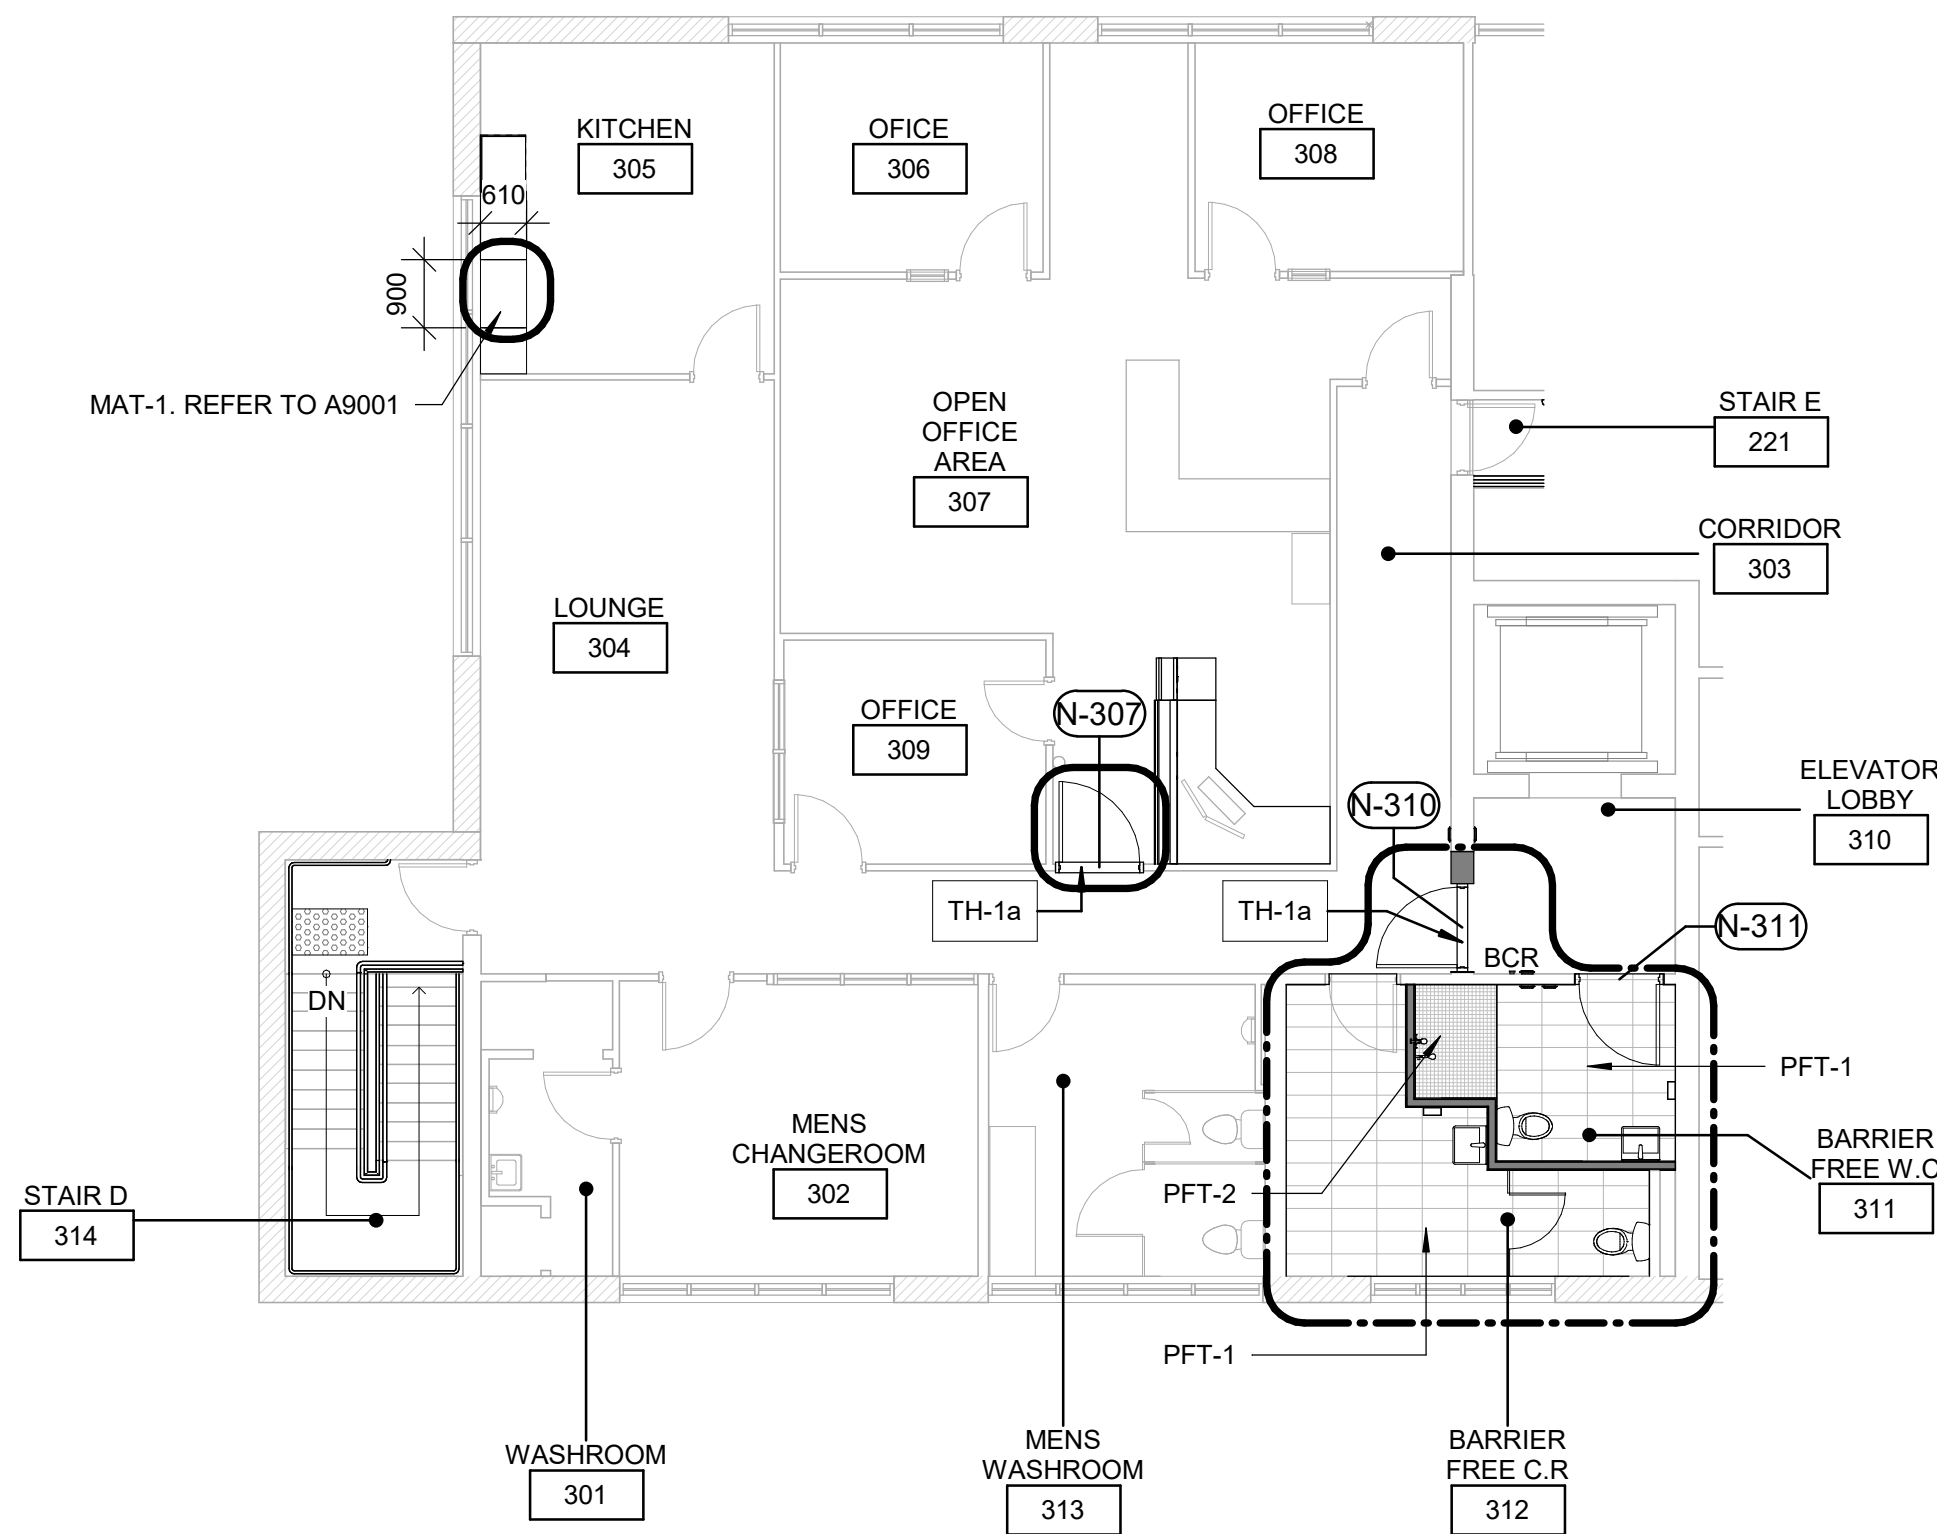 KITCHEN
305
OFICE
306
OFFICE
308
610
900
MAT-1. REFER TO A9001
OPEN
OFFICE
AREA
307
STAIR E
221
CORRIDOR
303
LOUNGE
304
OFFICE
309
N-307
N-310
ELEVATOR
LOBBY
310
TH-1a
TH-1a
N-311
BCR
DN
PFT-1
MENS
CHANGEROOM
302
BARRIER
FREE W.C
311
PFT-2
STAIR D
314
PFT-1
WASHROOM
301
MENS
WASHROOM
313
BARRIER
FREE C.R
312